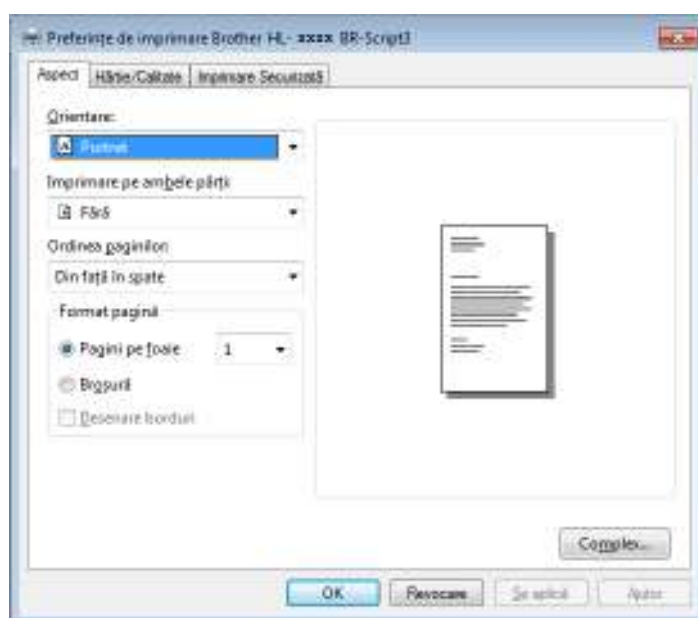 Preferințe de imprimare Brother HL- xxxx BR-Script3
Aspect Hârtie/Calitate Imprimare Securizată
Orientare:
Portret
Imprimare pe ambele părți:
Fără
Ordinea paginilor:
Din față în spate
Format pagină
Pagini pe foaie 1
Broșură
Desenare borduri
Complex...
OK Revocare Se aplică Ajutor